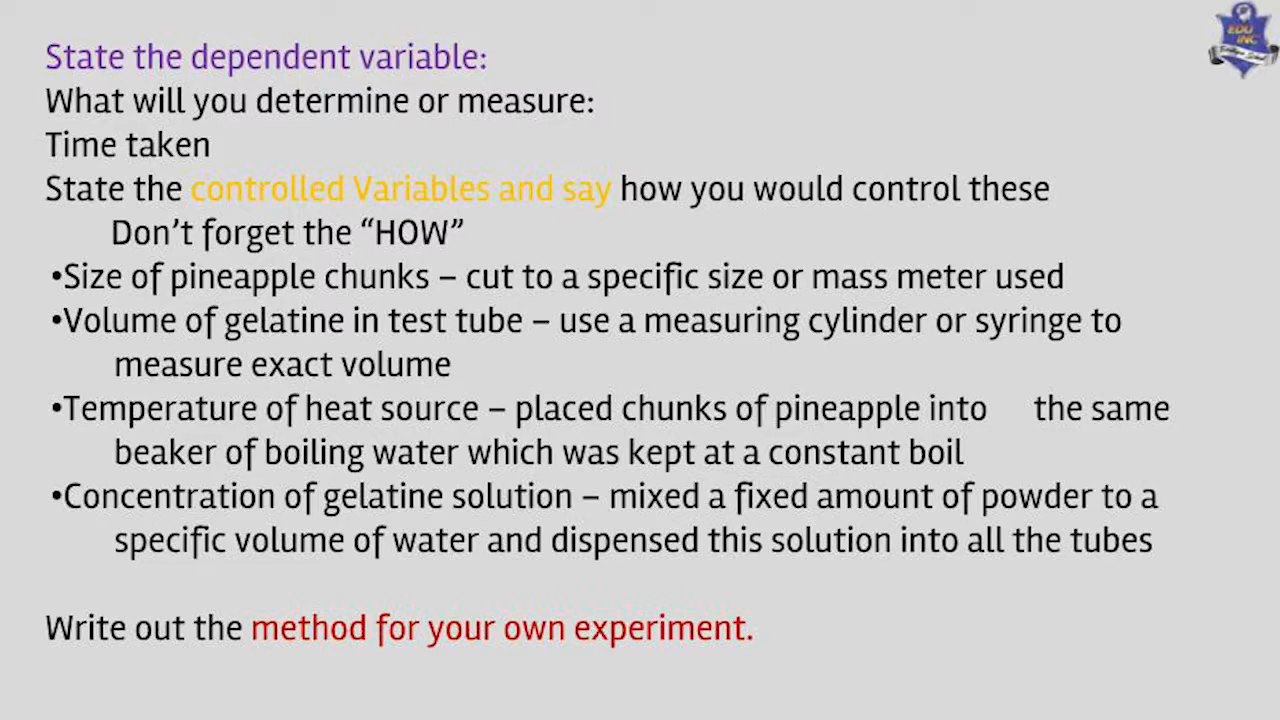 EDU
INC
State the dependent variable:
What will you determine or measure:
Time taken
State the controlled Variables and say how you would control these
Don't forget the “HOW”
•Size of pineapple chunks – cut to a specific size or mass meter used
•Volume of gelatine in test tube – use a measuring cylinder or syringe to
measure exact volume
•Temperature of heat source – placed chunks of pineapple into the same
beaker of boiling water which was kept at a constant boil
•Concentration of gelatine solution – mixed a fixed amount of powder to a
specific volume of water and dispensed this solution into all the tubes
Write out the method for your own experiment.